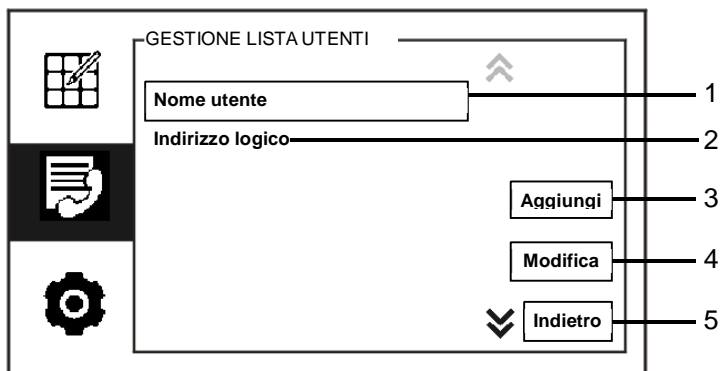 GESTIONE LISTA UTENTI
Nome utente
1
Indirizzo logico
2
Aggiungi
3
Modifica
4
Indietro
5